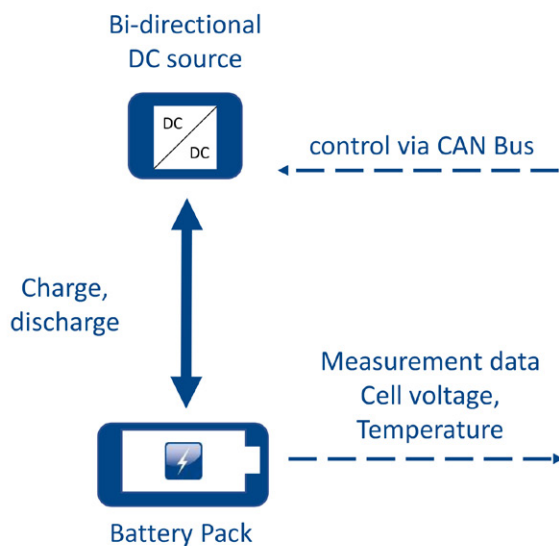 Bi-directional
DC source
DC
DC
control via CAN Bus
Charge,
discharge
Measurement data
Cell voltage,
Temperature
Battery Pack